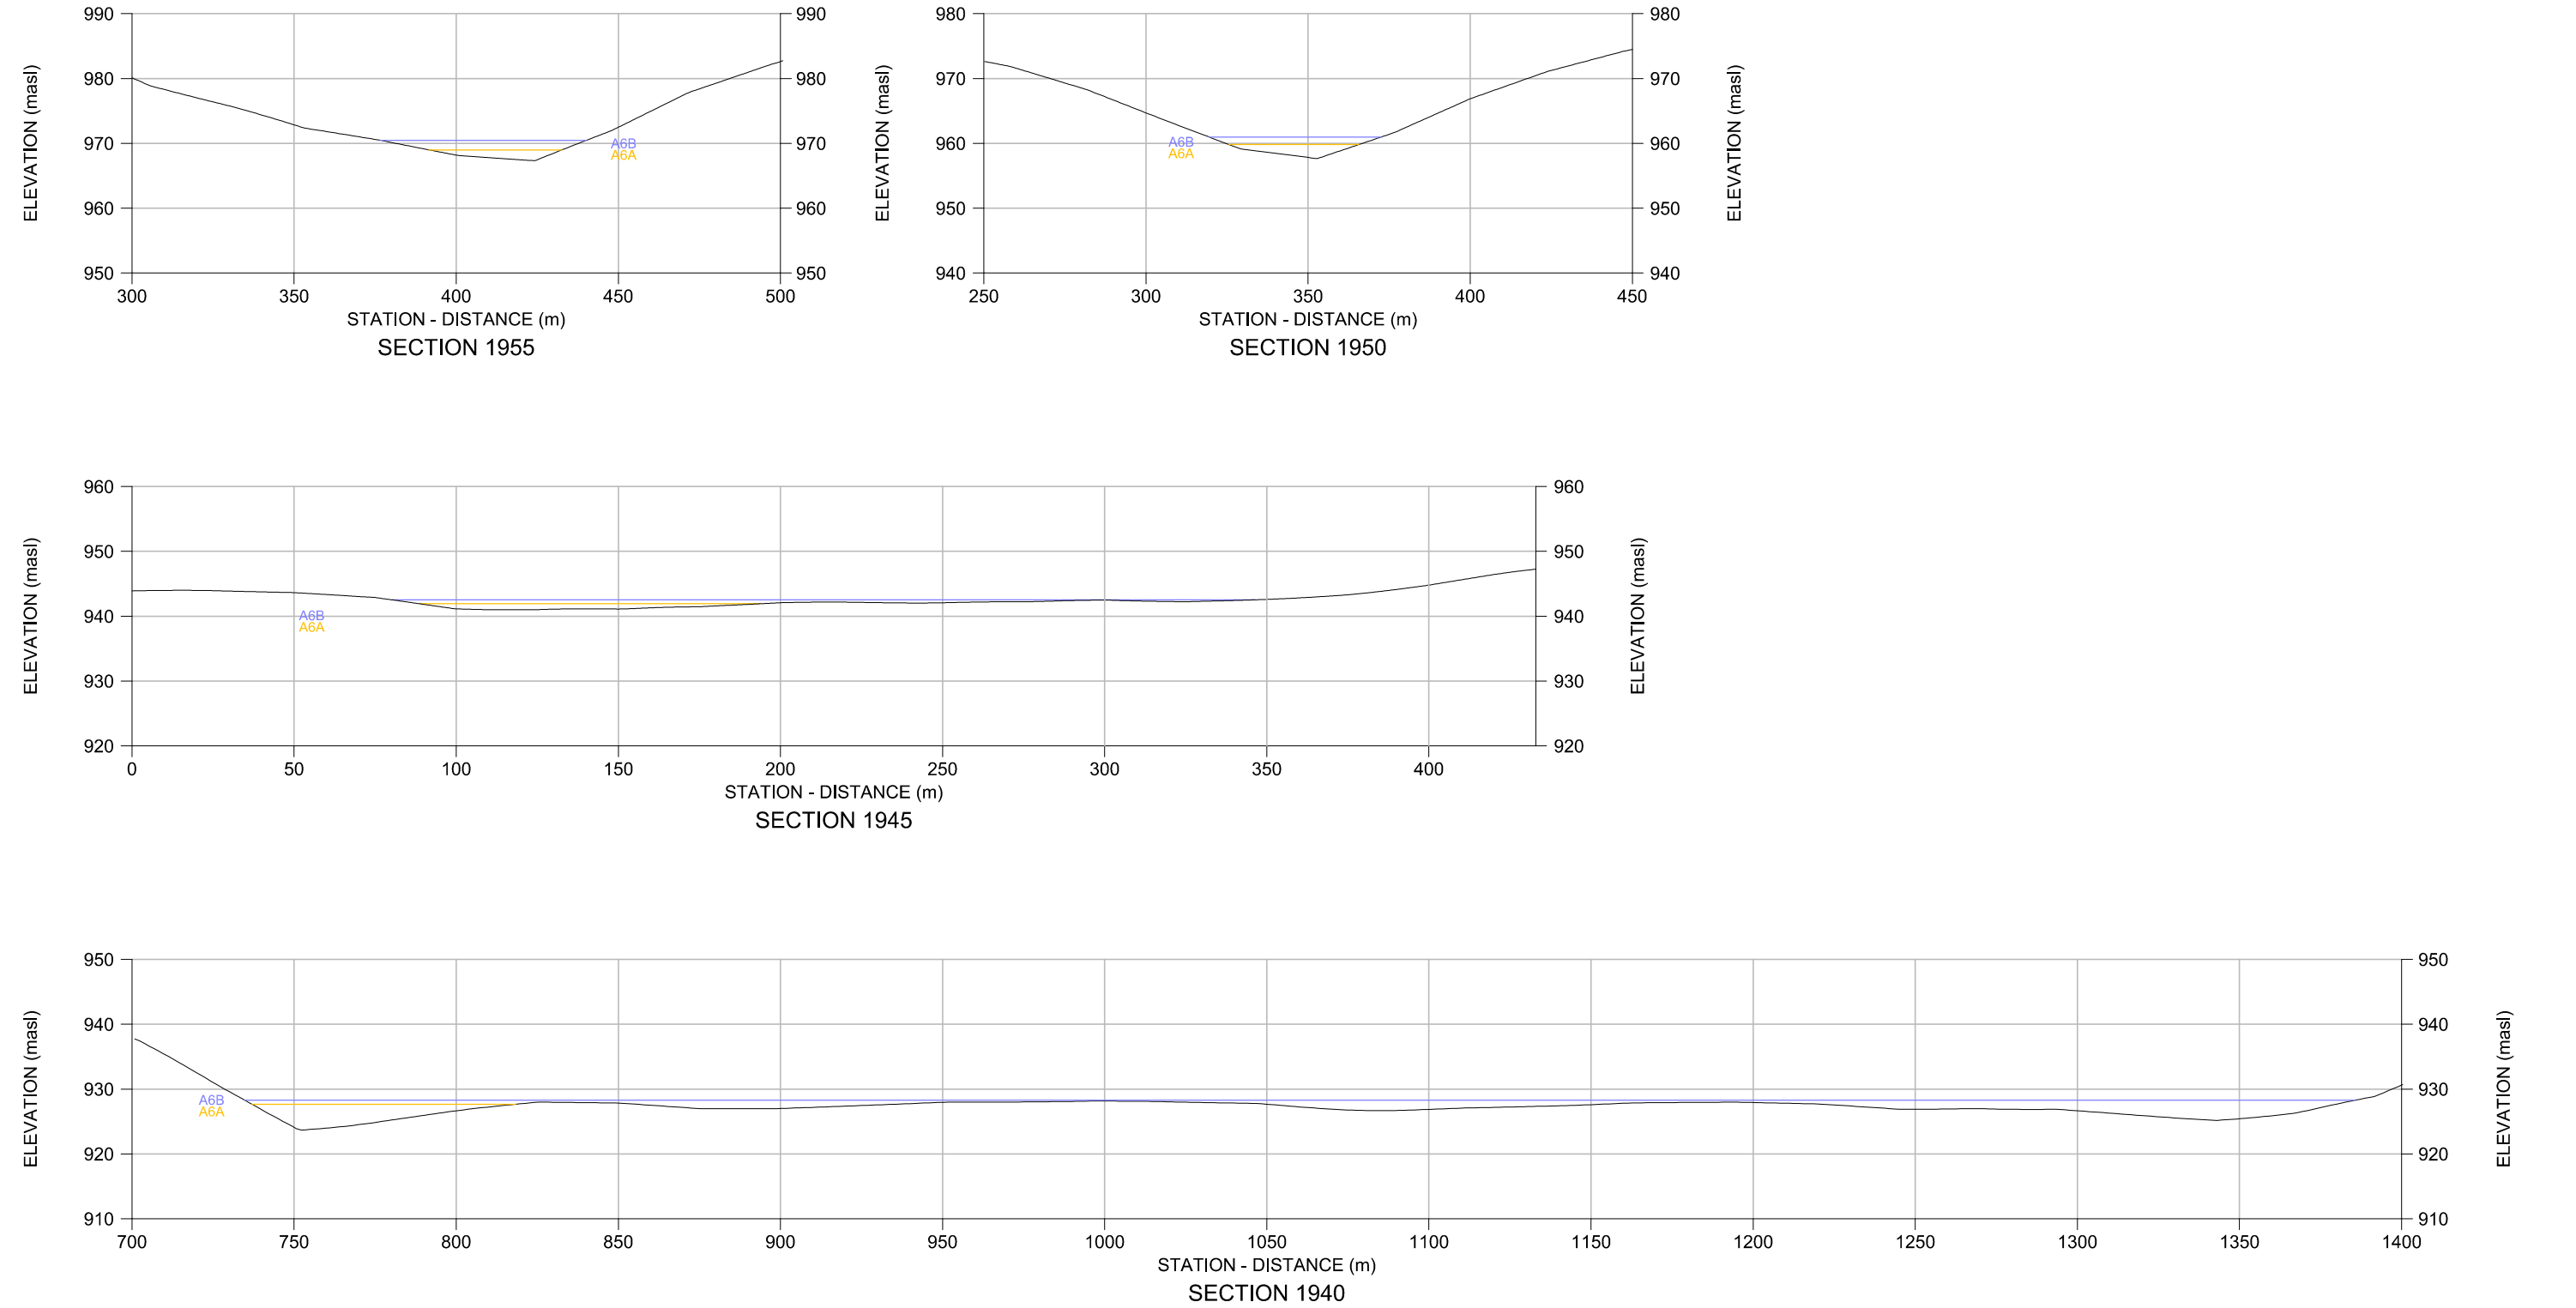 990 990
980 980
970 970
960 960
950 950
ELEVATION (masl)
ELEVATION (masl)
A6B
A6A
300 350 400 450 500
STATION - DISTANCE (m)
SECTION 1955
980 980
970 970
960 960
950 950
940 940
ELEVATION (masl)
A6B
A6A
250 300 350 400 450
STATION - DISTANCE (m)
SECTION 1950
960 960
950 950
940 940
930 930
920 920
ELEVATION (masl)
ELEVATION (masl)
A6B
A6A
0 50 100 150 200 250 300 350 400
STATION - DISTANCE (m)
SECTION 1945
950 950
940 940
930 930
920 920
910 910
ELEVATION (masl)
ELEVATION (masl)
A6B
A6A
700 750 800 850 900 950 1000 1050 1100 1150 1200 1250 1300 1350 1400
STATION - DISTANCE (m)
SECTION 1940